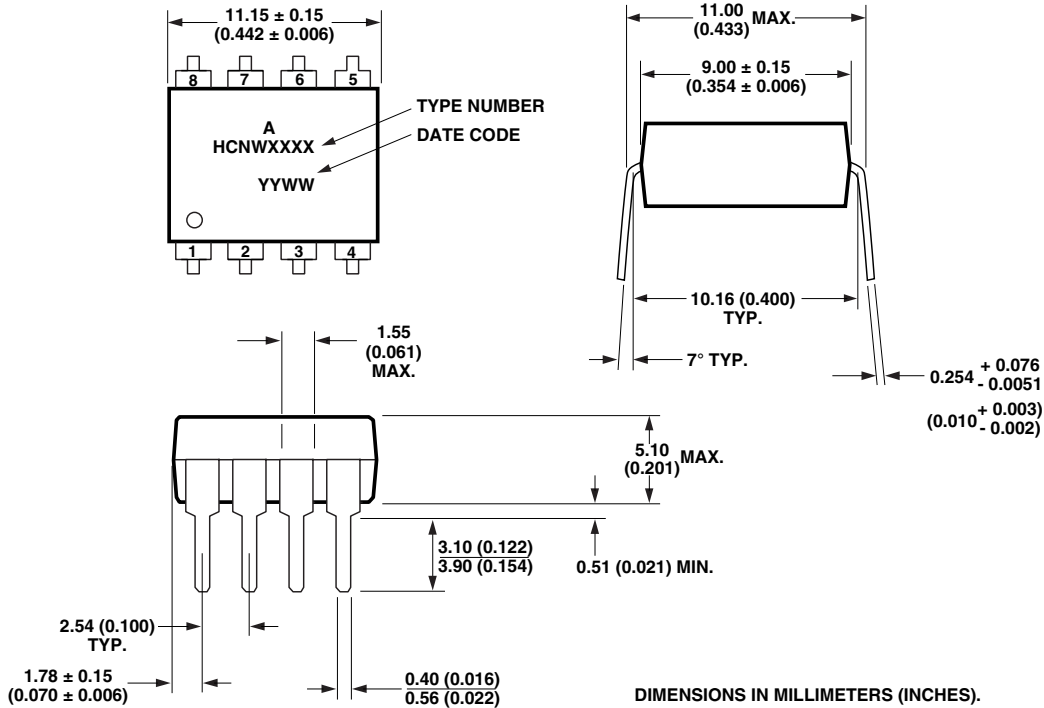 11.15 ± 0.15
(0.442 ± 0.006)
8 7 6 5
A
HCNWXXXX
YYWW
1 2 3 4
TYPE NUMBER
DATE CODE
11.00
(0.433)
MAX.
9.00 ± 0.15
(0.354 ± 0.006)
10.16 (0.400)
TYP.
7° TYP.
0.254 + 0.076
- 0.0051
(0.010 + 0.003)
- 0.002)
1.55
(0.061)
MAX.
5.10
(0.201)
MAX.
3.10 (0.122)
3.90 (0.154)
0.51 (0.021) MIN.
2.54 (0.100)
TYP.
1.78 ± 0.15
(0.070 ± 0.006)
0.40 (0.016)
0.56 (0.022)
DIMENSIONS IN MILLIMETERS (INCHES).